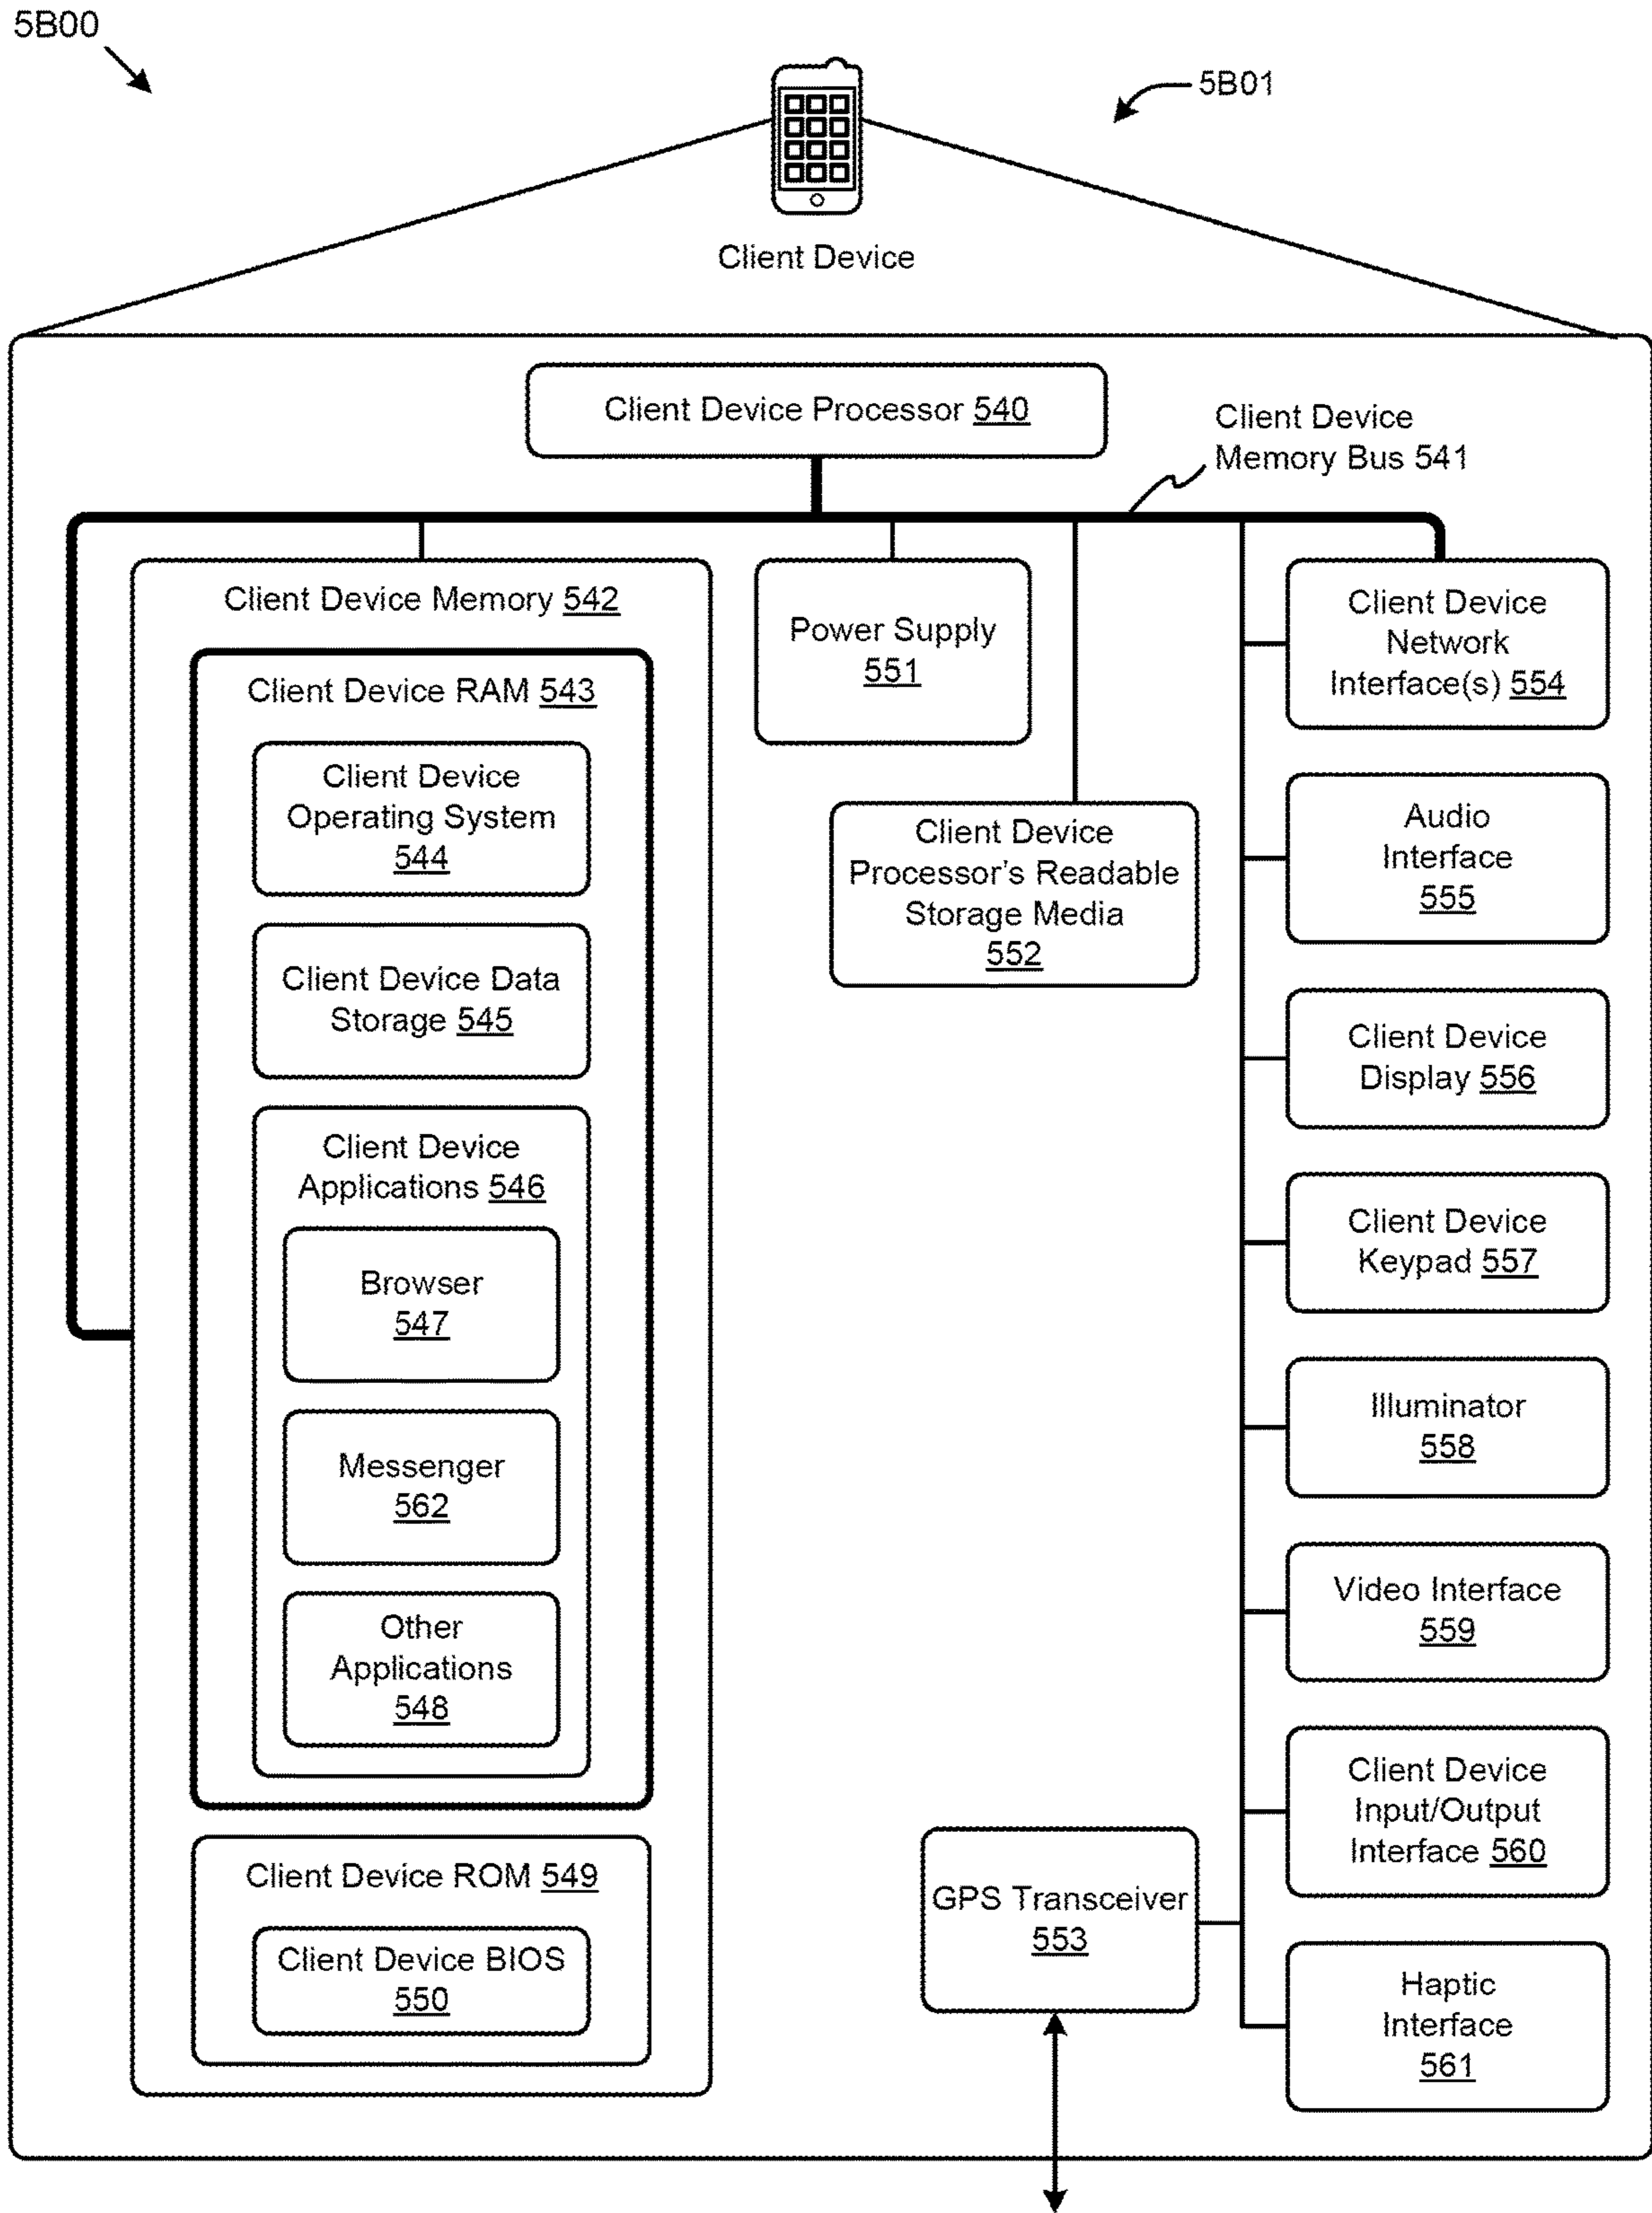 5B00
5B01
Client Device
Client Device Processor 540
Client Device
Memory Bus 541
Client Device Memory 542
Client Device RAM 543
Client Device
Operating System
544
Client Device Data
Storage 545
Client Device
Applications 546
Browser
547
Messenger
562
Other
Applications
548
Client Device ROM 549
Client Device BIOS
550
Power Supply
551
Client Device
Processor's Readable
Storage Media
552
GPS Transceiver
553
Client Device
Network
Interface(s) 554
Audio
Interface
555
Client Device
Display 556
Client Device
Keypad 557
Illuminator
558
Video Interface
559
Client Device
Input/Output
Interface 560
Haptic
Interface
561